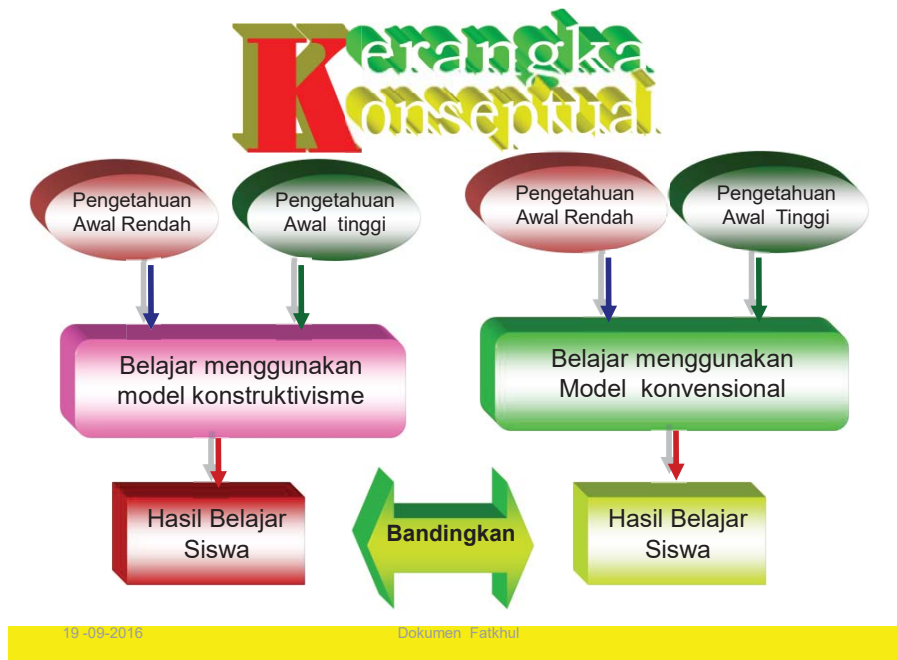 Kerangka
Konseptual
Pengetahuan
Awal Rendah
Pengetahuan
Awal tinggi
Pengetahuan
Awal Rendah
Pengetahuan
Awal Tinggi
Belajar menggunakan
model konstruktivisme
Belajar menggunakan
Model konvensional
Hasil Belajar
Siswa
Bandingkan
Hasil Belajar
Siswa
19 -09-2016
Dokumen Fatkhul